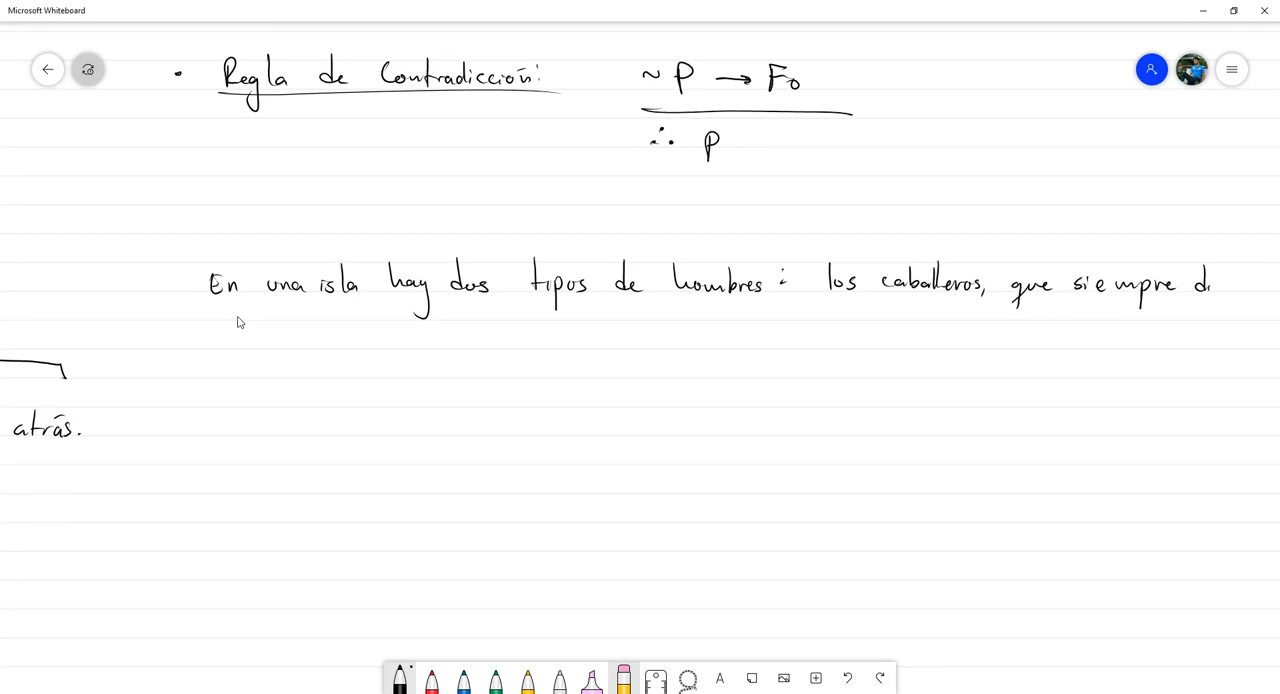 Microsoft Whiteboard
• Regla de Contradicción: ~ P → F₀
∴ P
En una isla hay dos tipos de hombres: los caballeros, que siempre d
atrás.
A